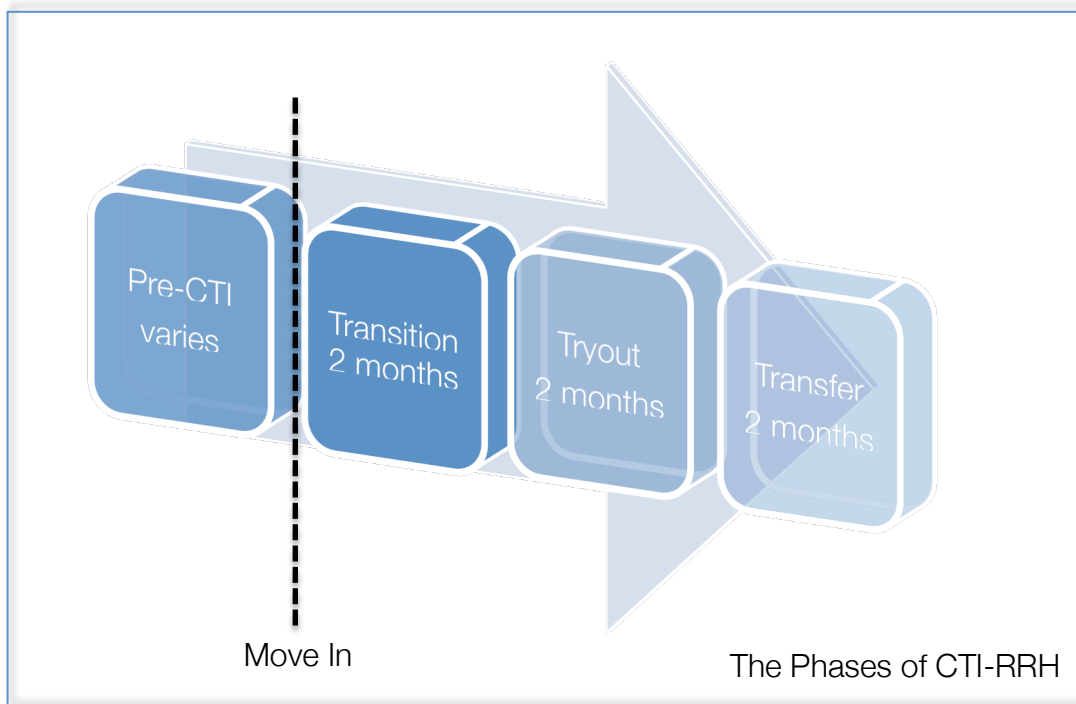 Pre-CTI
varies
Transition
2 months
Tryout
2 months
Transfer
2 months
Move In
The Phases of CTI-RRH